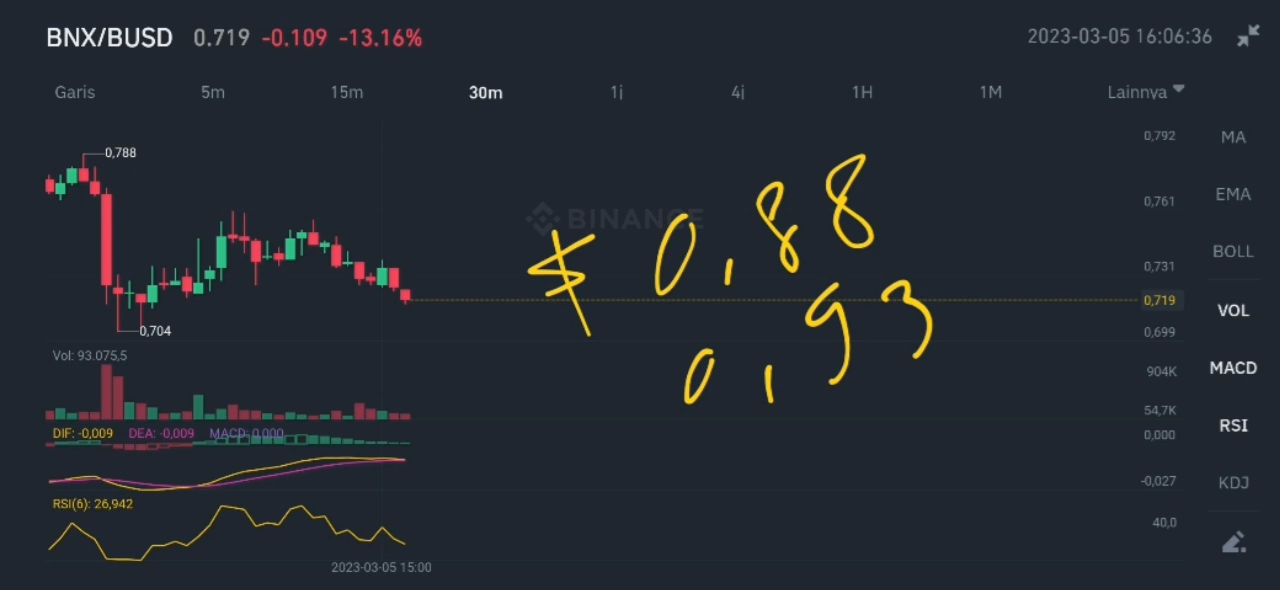 BNX/BUSD 0.719 -0.109 -13.16% 2023-03-05 16:06:36
Garis 5m 15m 30m 1j 4j 1H 1M Lainnya
0,788
0,704
0,792
0,761
0,731
0,719
0,699
BINANCE
$ 0,88
0,93
Vol: 93.075,5
904K
54,7K
DIF: -0,009 DEA: -0,009 MACD: 0,000
0,000
-0,027
RSI(6): 26,942
40,0
2023-03-05 15:00
MA
EMA
BOLL
VOL
MACD
RSI
KDJ